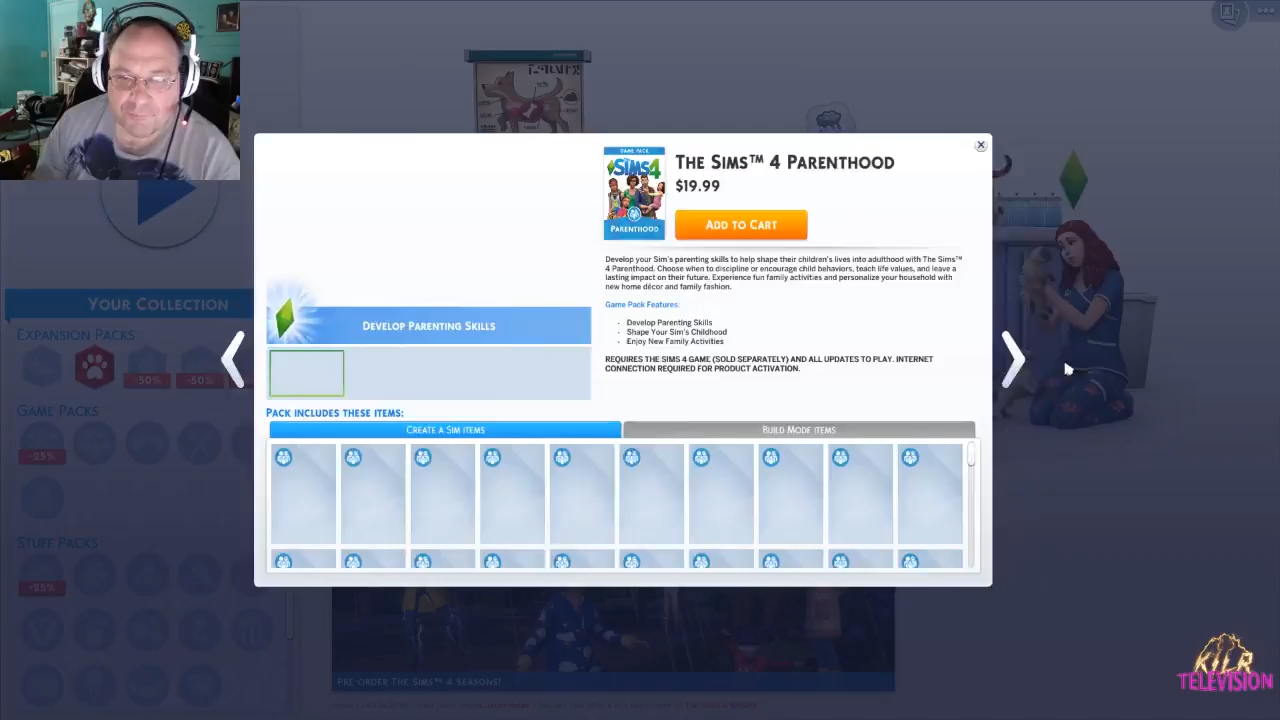 THE SIMS™ 4 PARENTHOOD
$19.99
GAME PACK
THE SIMS 4
PARENTHOOD
ADD TO CART
Develop your Sim's parenting skills to help shape their children's lives into adulthood with The Sims™
4 Parenthood. Choose when to discipline or encourage child behaviors, teach life values, and leave a
lasting impact on their future. Experience fun family activities and personalize your household with
new home décor and family fashion.
Game Pack Features:
- Develop Parenting Skills
- Shape Your Sim's Childhood
- Enjoy New Family Activities
REQUIRES THE SIMS 4 GAME (SOLD SEPARATELY) AND ALL UPDATES TO PLAY. INTERNET
CONNECTION REQUIRED FOR PRODUCT ACTIVATION.
DEVELOP PARENTING SKILLS
PACK INCLUDES THESE ITEMS:
CREATE A SIM ITEMS
BUILD MODE ITEMS
YOUR COLLECTION
EXPANSION PACKS
-50%
-50%
GAME PACKS
-25%
STUFF PACKS
-25%
PRE-ORDER THE SIMS™ 4 SEASONS!
KILR
TELEVISION